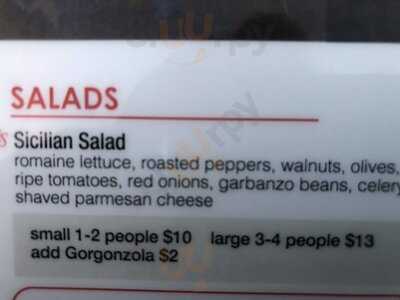 SALADS
Sicilian Salad
romaine lettuce, roasted peppers, walnuts, olives,
ripe tomatoes, red onions, garbanzo beans, celery
shaved parmesan cheese
small 1-2 people $10 large 3-4 people $13
add Gorgonzola $2